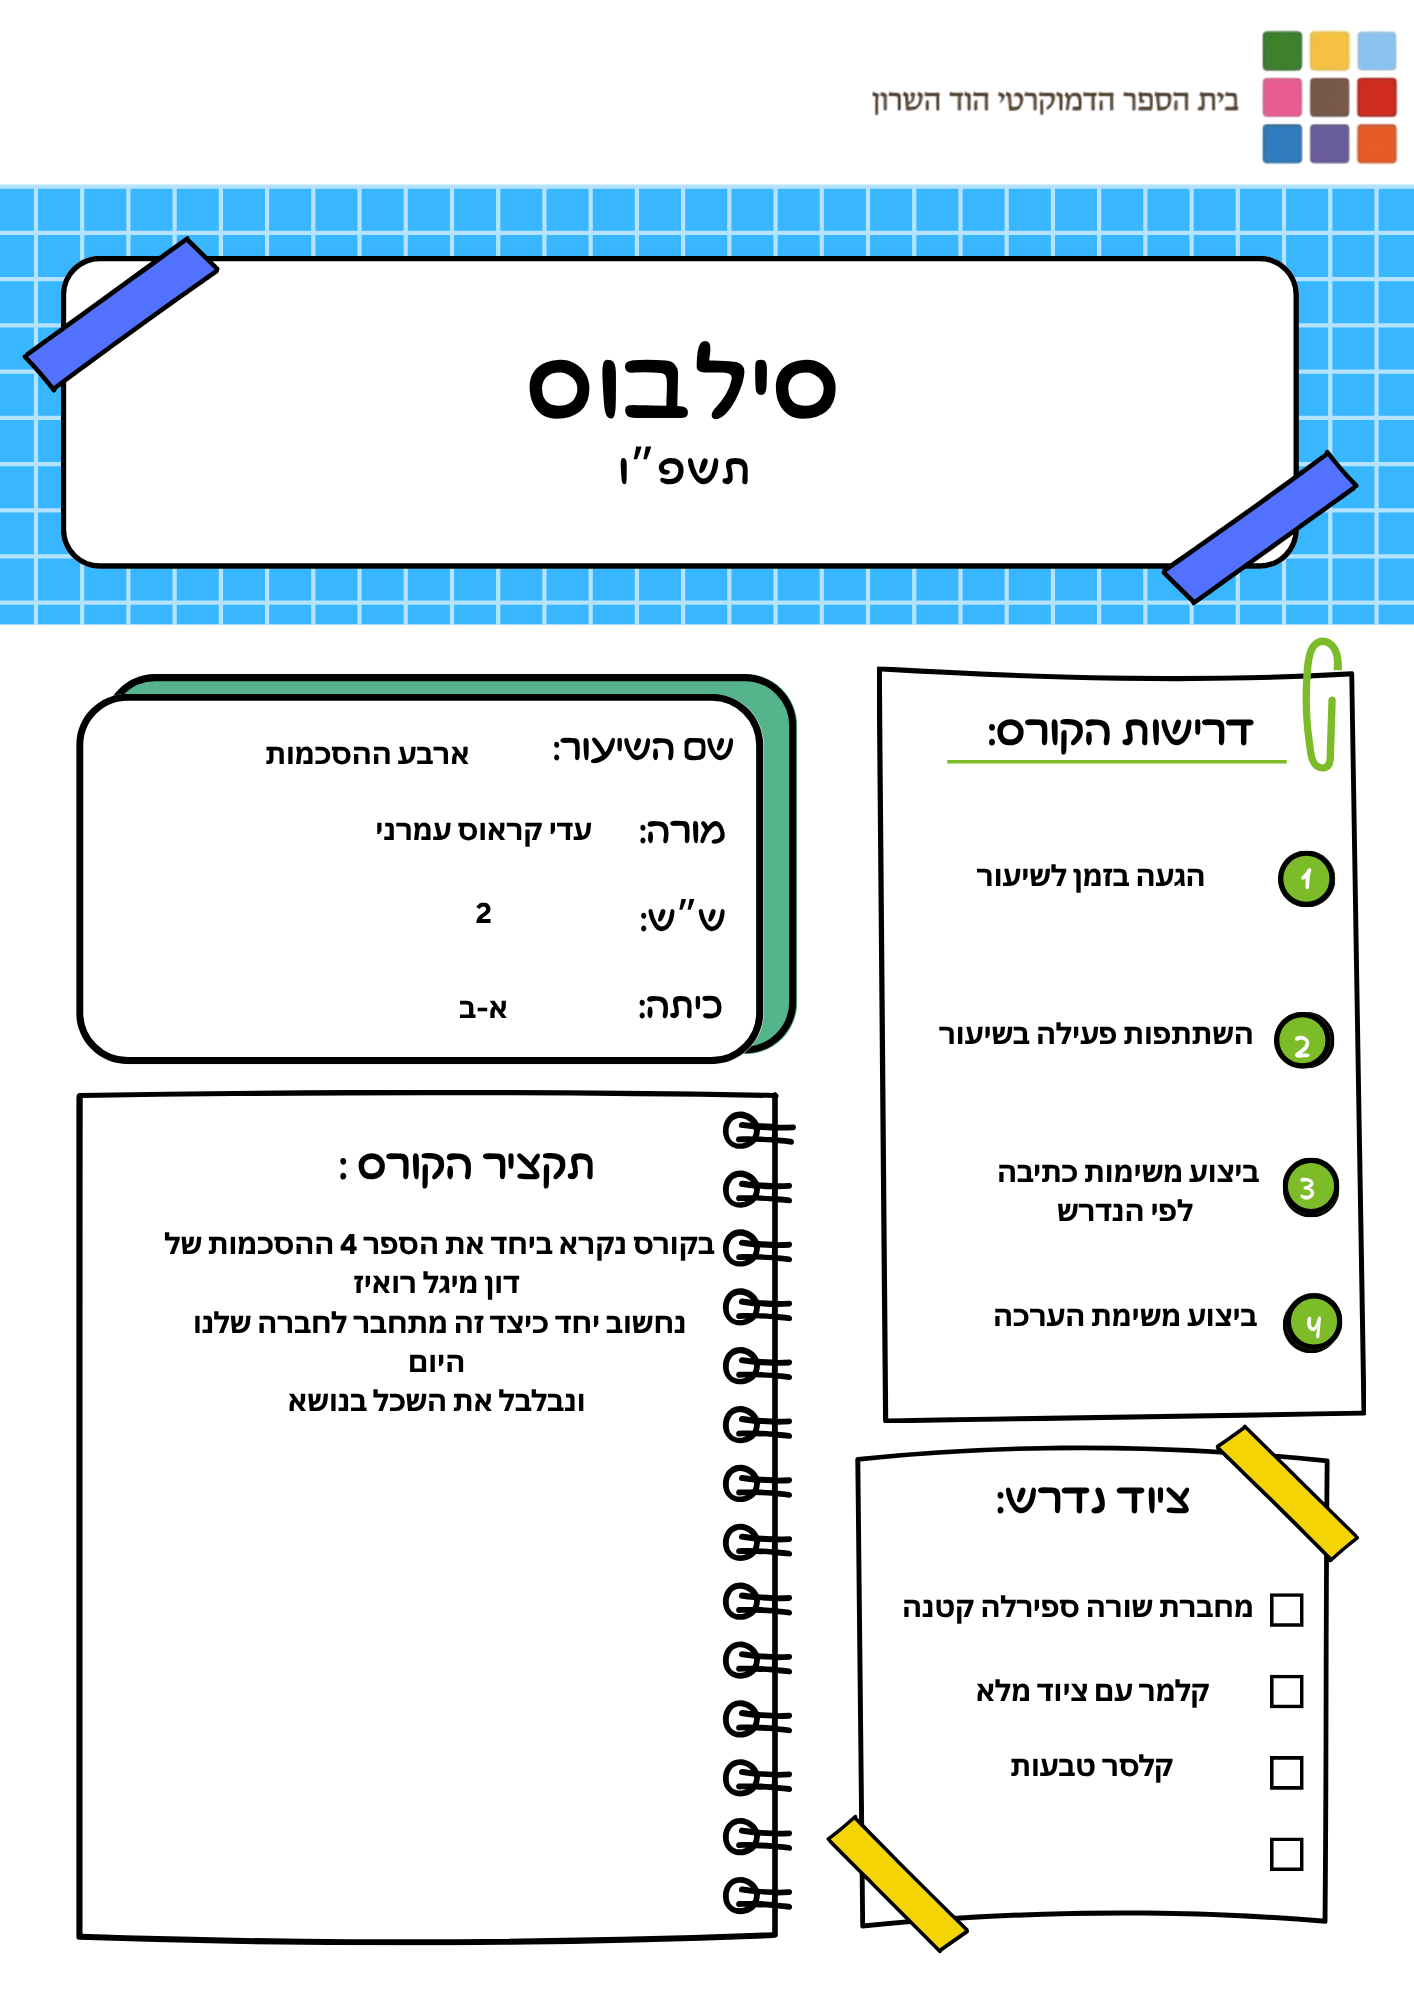 בית הספר הדמוקרטי הוד השרון
סילבוס
תשפ"ו
דרישות הקורס:
1 הגעה בזמן לשיעור
2 השתתפות פעילה בשיעור
3 ביצוע משימות כתיבה
לפי הנדרש
4 ביצוע משימת הערכה
שם השיעור: ארבע ההסכמות
מורה: עדי קראוס עמרני
ש"ש: 2
כיתה: א-ב
תקציר הקורס :
בקורס נקרא ביחד את הספר 4 ההסכמות של
דון מיגל רואיז
נחשוב יחד כיצד זה מתחבר לחברה שלנו
היום
ונבלבל את השכל בנושא
ציוד נדרש:
מחברת שורה ספירלה קטנה
קלמר עם ציוד מלא
קלסר טבעות